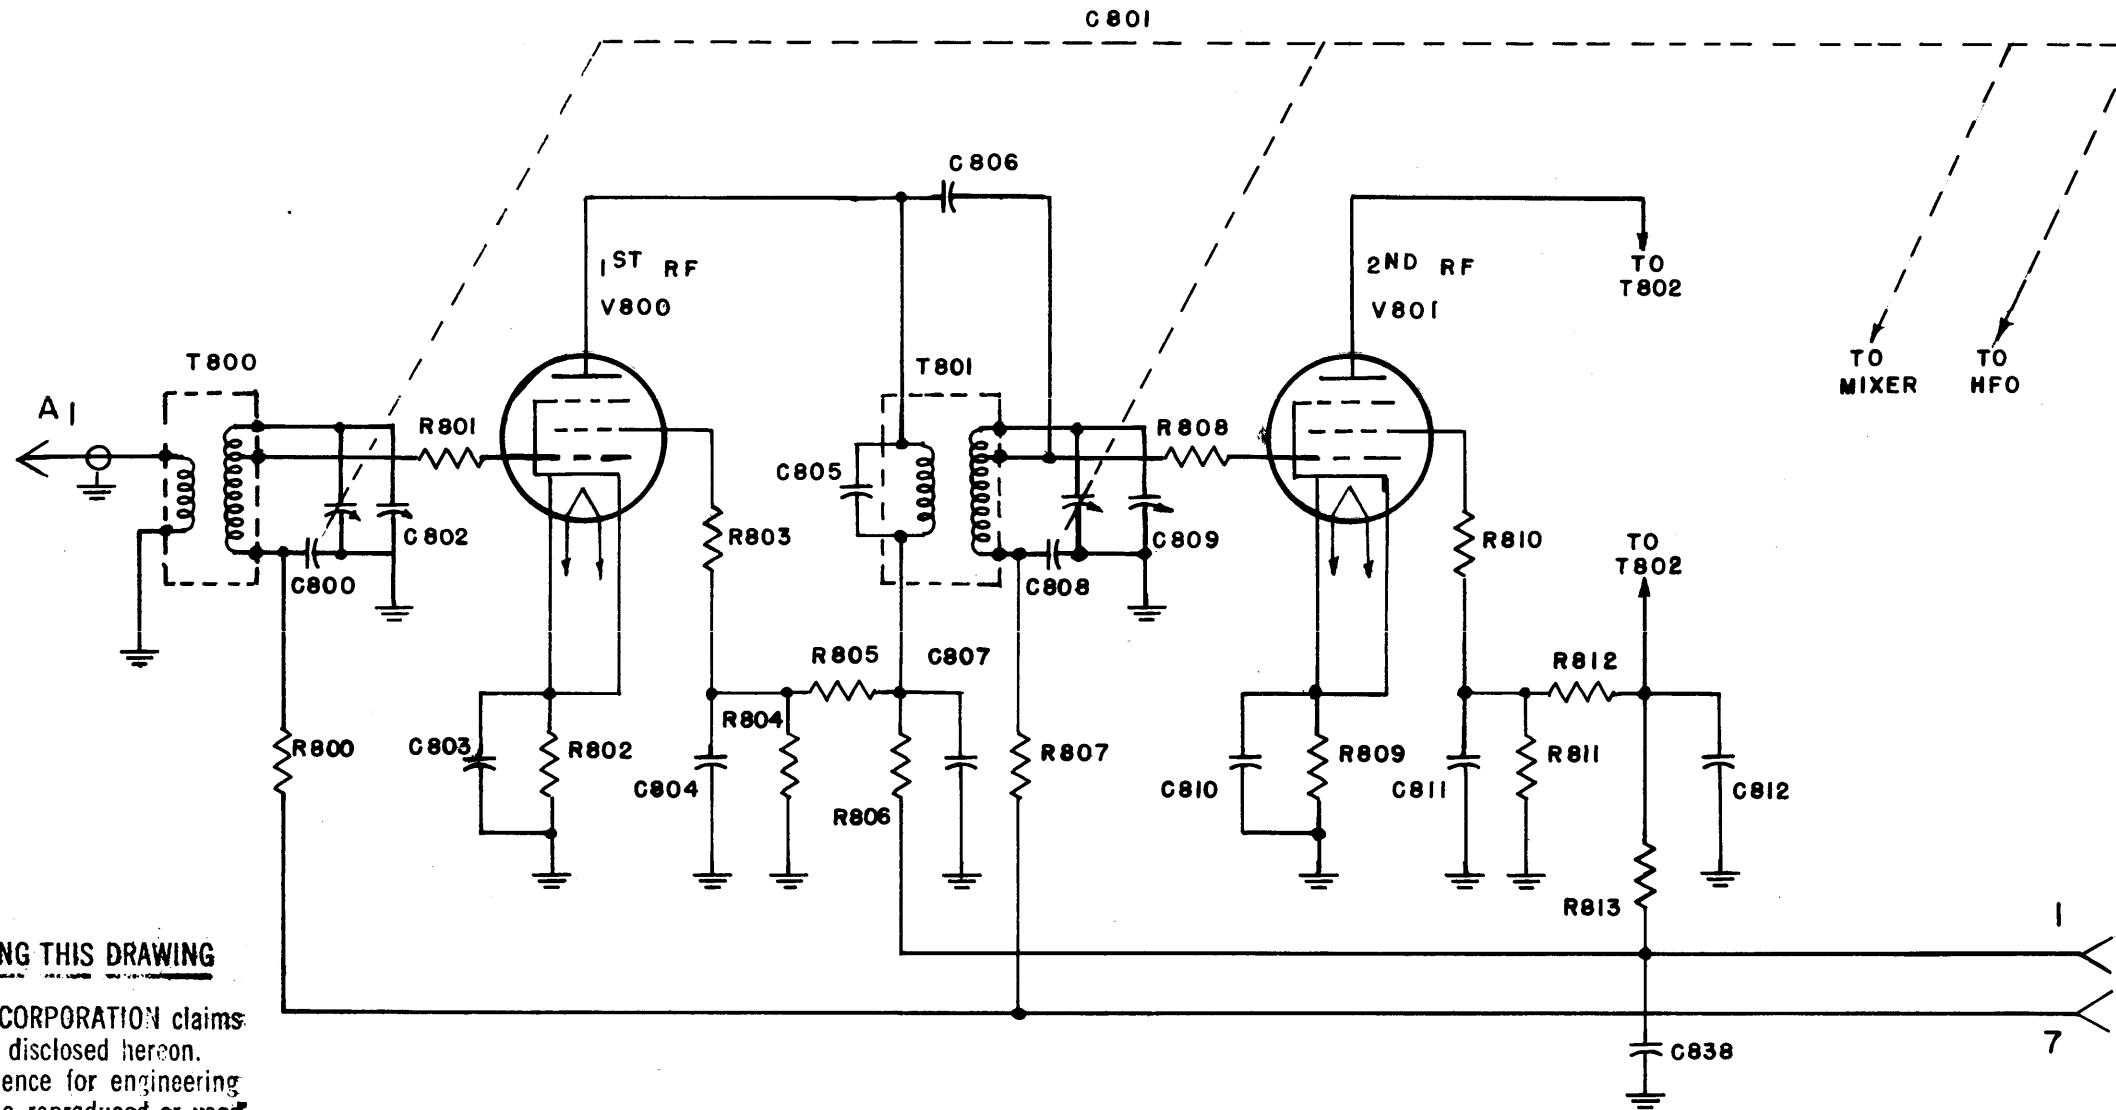 C801
C806
1ST RF
V800
2ND RF
V801
TO
T802
T800
T801
TO
MIXER
TO
HFO
A1
R801
R808
C805
C802
R803
C809
R810
TO
T802
C800
C808
R805
C807
R812
R804
R800
C803
R802
R807
R809
R811
C804
R806
C810
C811
C812
R813
1
NG THIS DRAWING
CORPORATION claims
disclosed hereon.
ence for engineering
7
C838
reproduced or used